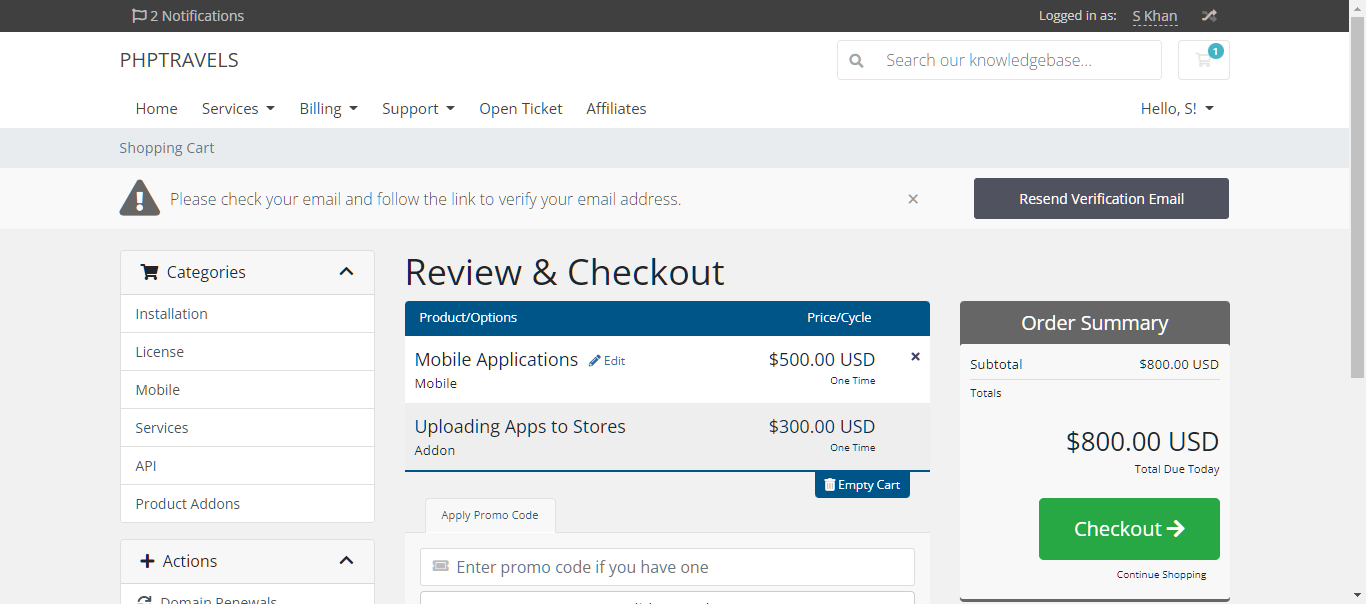 2 Notifications
Logged in as: S Khan
PHPTRAVELS
Search our knowledgebase...
1
Home Services Billing Support Open Ticket Affiliates Hello, S!
Shopping Cart
Please check your email and follow the link to verify your email address.
Resend Verification Email
Categories
Installation
License
Mobile
Services
API
Product Addons
Actions
Domain Renewals
Review & Checkout
Product/Options Price/Cycle
Mobile Applications Edit $500.00 USD
Mobile One Time
Uploading Apps to Stores $300.00 USD
Addon One Time
Empty Cart
Apply Promo Code
Enter promo code if you have one
Order Summary
Subtotal $800.00 USD
Totals
$800.00 USD
Total Due Today
Checkout
Continue Shopping